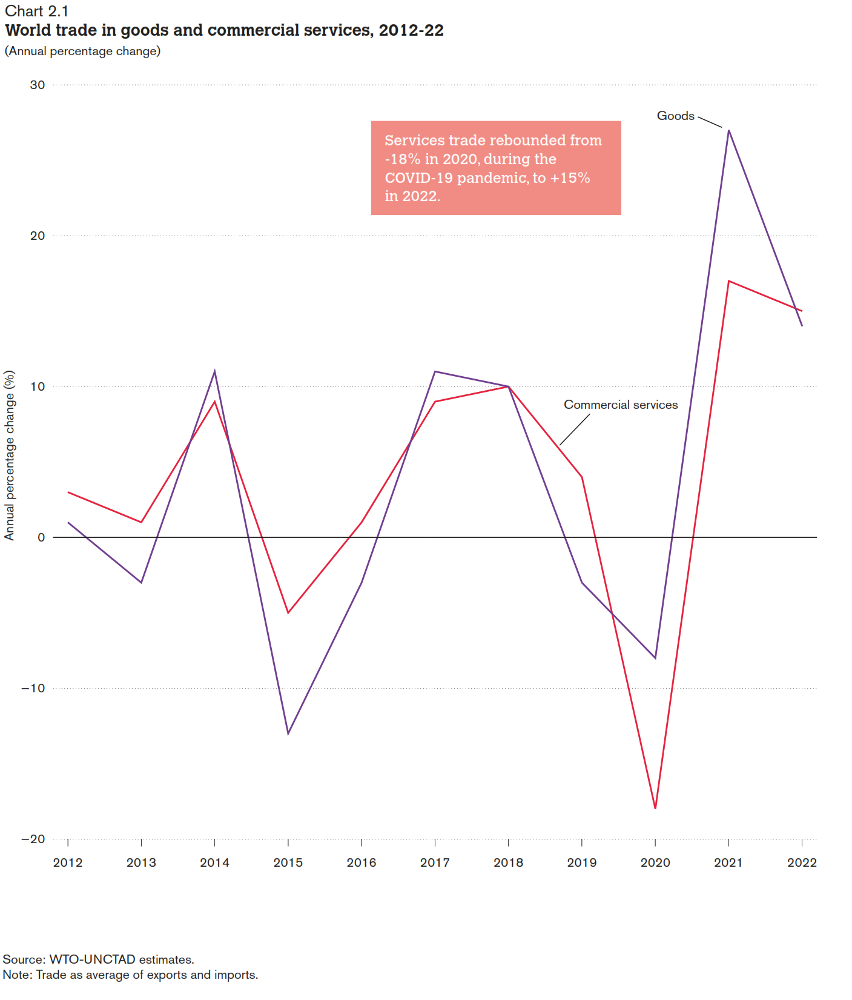 Chart 2.1
World trade in goods and commercial services, 2012-22
(Annual percentage change)
30
Goods
Services trade rebounded from
-18% in 2020, during the
COVID-19 pandemic, to +15%
in 2022.
20
Annual percentage change (%)
10
Commercial services
0
−10
−20
2012 2013 2014 2015 2016 2017 2018 2019 2020 2021 2022
Source: WTO-UNCTAD estimates.
Note: Trade as average of exports and imports.